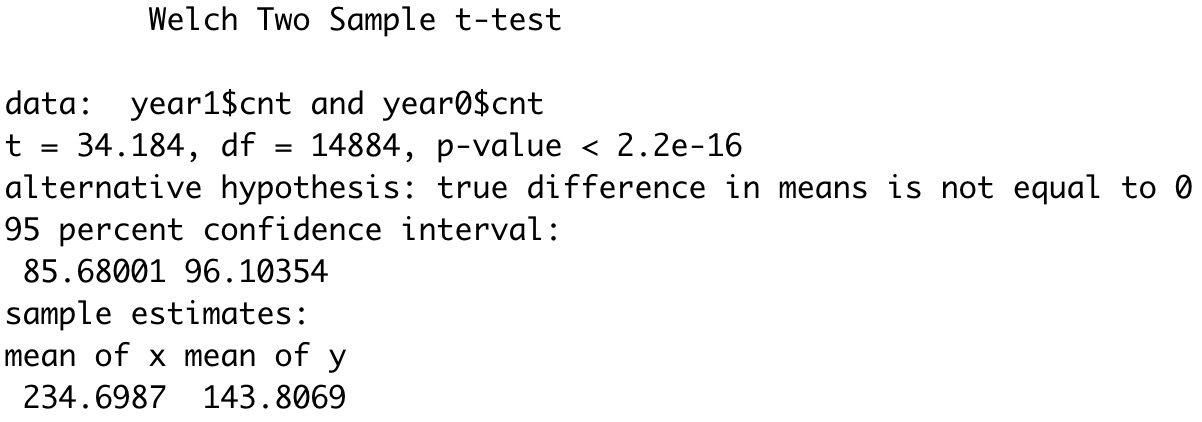 Welch Two Sample t-test
data:  year1$cnt and year0$cnt
t = 34.184, df = 14884, p-value < 2.2e-16
alternative hypothesis: true difference in means is not equal to 0
95 percent confidence interval:
 85.68001 96.10354
sample estimates:
mean of x mean of y
 234.6987  143.8069